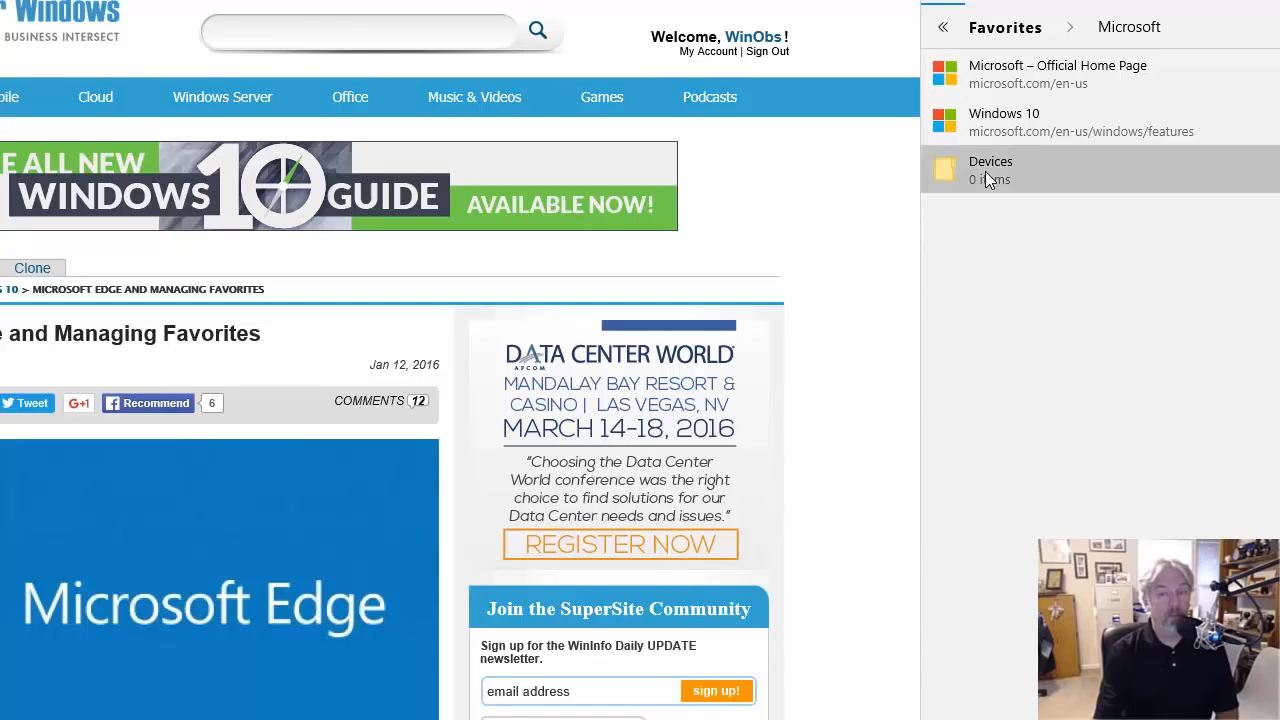 r Windows
BUSINESS INTERSECT
Welcome, WinObs!
My Account | Sign Out
bile Cloud Windows Server Office Music & Videos Games Podcasts
E ALL NEW
WINDOWS 10 GUIDE
AVAILABLE NOW!
Clone
S 10 > MICROSOFT EDGE AND MANAGING FAVORITES
e and Managing Favorites
Jan 12, 2016
Tweet
+1
Recommend
6
COMMENTS 12
Microsoft Edge
DATA CENTER WORLD
AFCOM
MANDALAY BAY RESORT &
CASINO | LAS VEGAS, NV
MARCH 14-18, 2016
"Choosing the Data Center
World conference was the right
choice to find solutions for our
Data Center needs and issues."
REGISTER NOW
Join the SuperSite Community
Sign up for the WinInfo Daily UPDATE
newsletter.
email address
sign up!
« Favorites > Microsoft
Microsoft – Official Home Page
microsoft.com/en-us
Windows 10
microsoft.com/en-us/windows/features
Devices
0 items